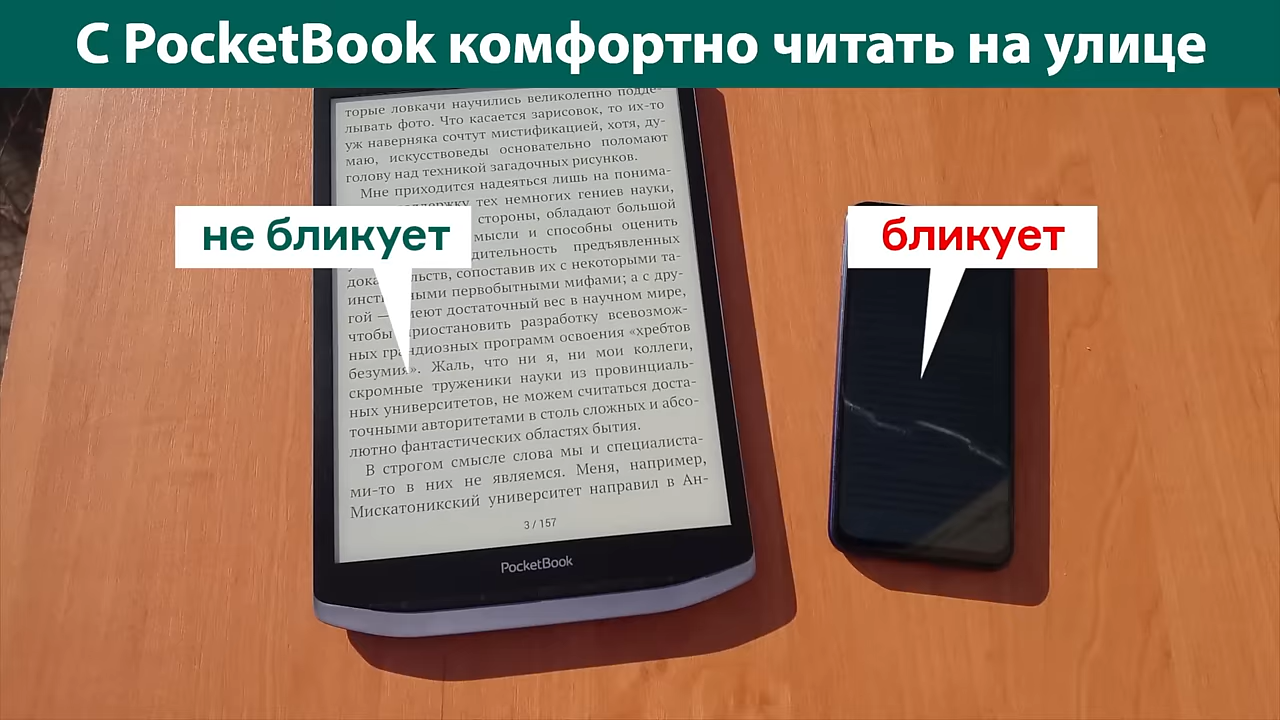 С PocketBook комфортно читать на улице
торые ловкачи научились великолепно подде-
лывать фото. Что касается зарисовок, то их-то
уж наверняка сочтут мистификацией, хотя, ду-
маю, искусствоведы основательно поломают
голову над техникой загадочных рисунков.
Мне приходится надеяться лишь на понима-
тех немногих гениев науки,
стороны, обладают большой
мысли и способны оценить
предъявленных
сопоставив их с некоторыми та-
первобытными мифами; а с дру-
гой — имеют достаточный вес в научном мире,
чтобы приостановить разработку всевозмож-
ных грандиозных программ освоения «хребтов
безумия». Жаль, что ни я, ни мои коллеги,
скромные труженики науки из провинциаль-
ных университетов, не можем считаться доста-
точными авторитетами в столь сложных и абсо-
лютно фантастических областях бытия.
В строгом смысле слова мы и специалиста-
ми-то в них не являемся. Меня, например,
Мискатоникский университет направил в Ан-
3 / 157
PocketBook
не бликует
бликует